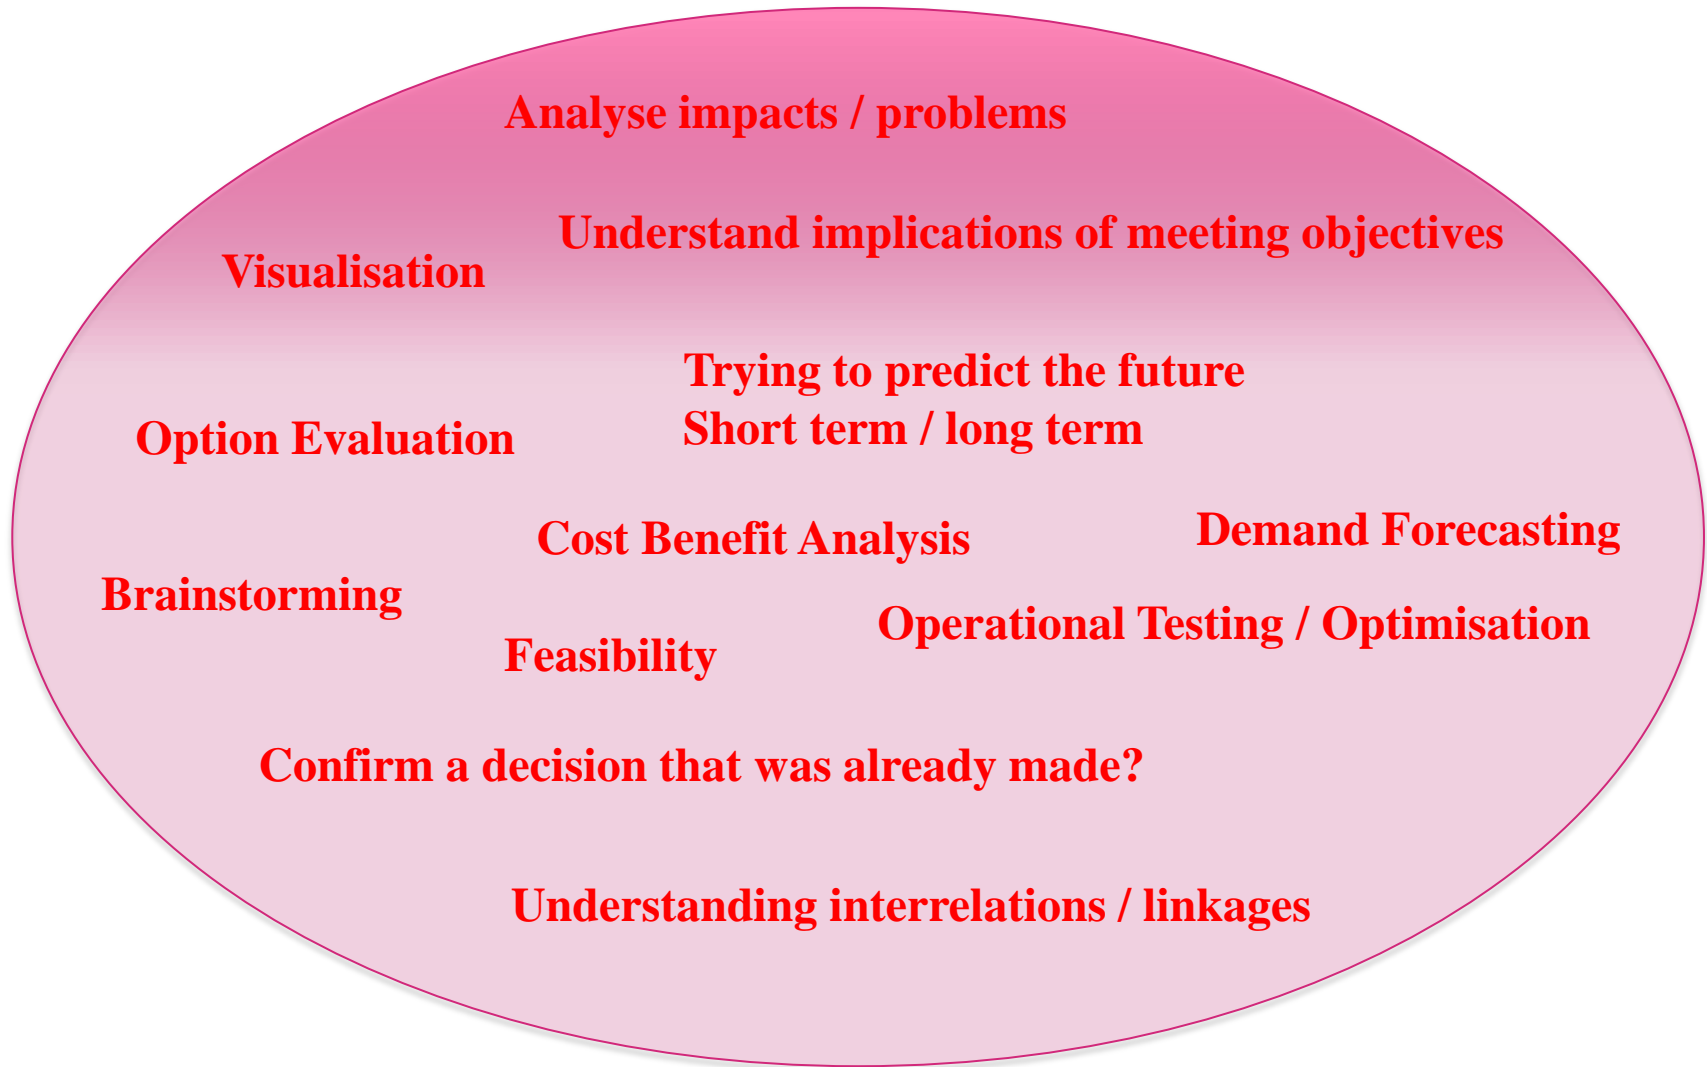 Analyse impacts / problems
Understand implications of meeting objectives
Visualisation
Trying to predict the future
Short term / long term
Option Evaluation
Cost Benefit Analysis
Demand Forecasting
Brainstorming
Operational Testing / Optimisation
Feasibility
Confirm a decision that was already made?
Understanding interrelations / linkages